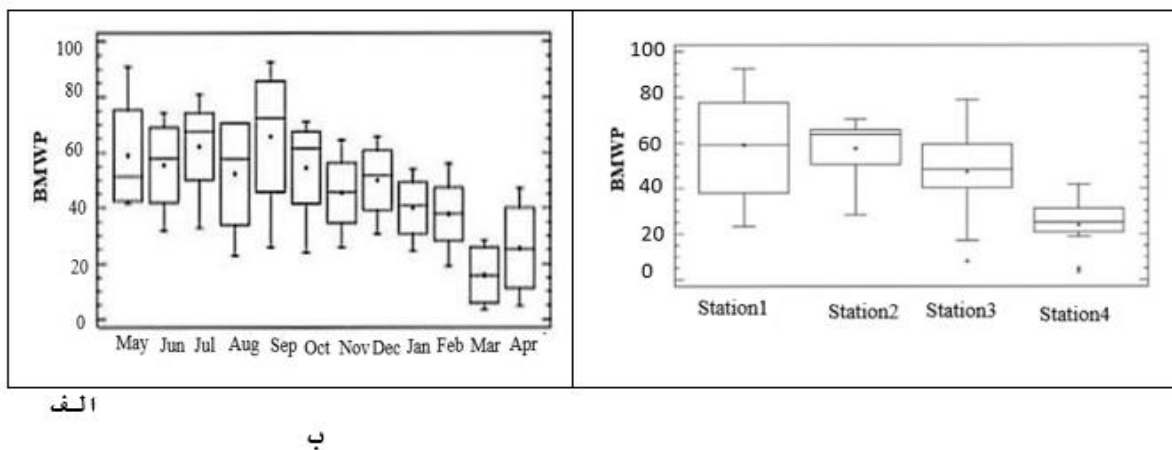 100
80
60
40
20
0
BMWP
May Jun Jul Aug Sep Oct Nov Dec Jan Feb Mar Apr
100
80
60
40
20
0
BMWP
Station1 Station2 Station3 Station4
الف
ب